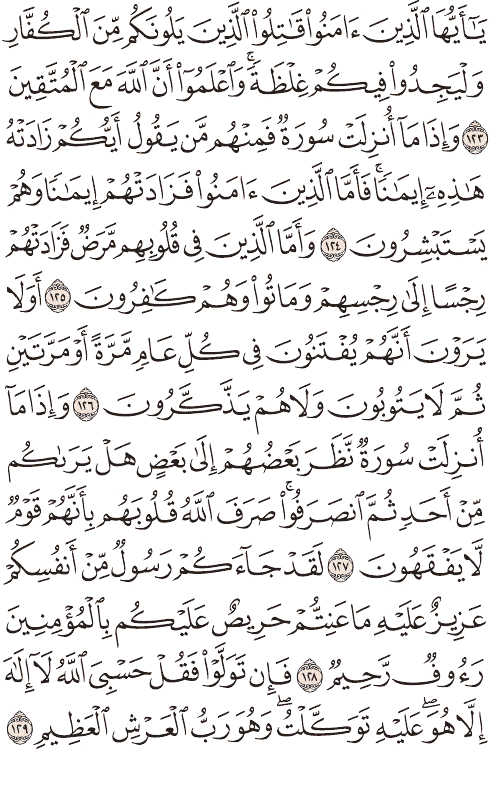 يَـٰٓأَيُّهَا ٱلَّذِينَ ءَامَنُوا۟ قَـٰتِلُوا۟ ٱلَّذِينَ يَلُونَكُم مِّنَ ٱلْكُفَّارِ
وَلْيَجِدُوا۟ فِيكُمْ غِلْظَةً ۚ وَٱعْلَمُوٓا۟ أَنَّ ٱللَّهَ مَعَ ٱلْمُتَّقِينَ
١٢٣ وَإِذَا مَآ أُنزِلَتْ سُورَةٌ فَمِنْهُم مَّن يَقُولُ أَيُّكُمْ زَادَتْهُ
هَـٰذِهِۦٓ إِيمَـٰنًا ۚ فَأَمَّا ٱلَّذِينَ ءَامَنُوا۟ فَزَادَتْهُمْ إِيمَـٰنًا وَهُمْ
يَسْتَبْشِرُونَ ١٢٤ وَأَمَّا ٱلَّذِينَ فِى قُلُوبِهِم مَّرَضٌ فَزَادَتْهُمْ
رِجْسًا إِلَىٰ رِجْسِهِمْ وَمَاتُوا۟ وَهُمْ كَـٰفِرُونَ ١٢٥ أَوَلَا
يَرَوْنَ أَنَّهُمْ يُفْتَنُونَ فِى كُلِّ عَامٍ مَّرَّةً أَوْ مَرَّتَيْنِ
ثُمَّ لَا يَتُوبُونَ وَلَا هُمْ يَذَّكَّرُونَ ١٢٦ وَإِذَا مَآ
أُنزِلَتْ سُورَةٌ نَّظَرَ بَعْضُهُمْ إِلَىٰ بَعْضٍ هَلْ يَرَىٰكُم
مِّنْ أَحَدٍ ثُمَّ ٱنصَرَفُوا۟ ۚ صَرَفَ ٱللَّهُ قُلُوبَهُم بِأَنَّهُمْ قَوْمٌ
لَّا يَفْقَهُونَ ١٢٧ لَقَدْ جَآءَكُمْ رَسُولٌ مِّنْ أَنفُسِكُمْ
عَزِيزٌ عَلَيْهِ مَا عَنِتُّمْ حَرِيصٌ عَلَيْكُم بِٱلْمُؤْمِنِينَ
رَءُوفٌ رَّحِيمٌ ١٢٨ فَإِن تَوَلَّوْا۟ فَقُلْ حَسْبِىَ ٱللَّهُ لَآ إِلَـٰهَ
إِلَّا هُوَ ۖ عَلَيْهِ تَوَكَّلْتُ ۖ وَهُوَ رَبُّ ٱلْعَرْشِ ٱلْعَظِيمِ ١٢٩